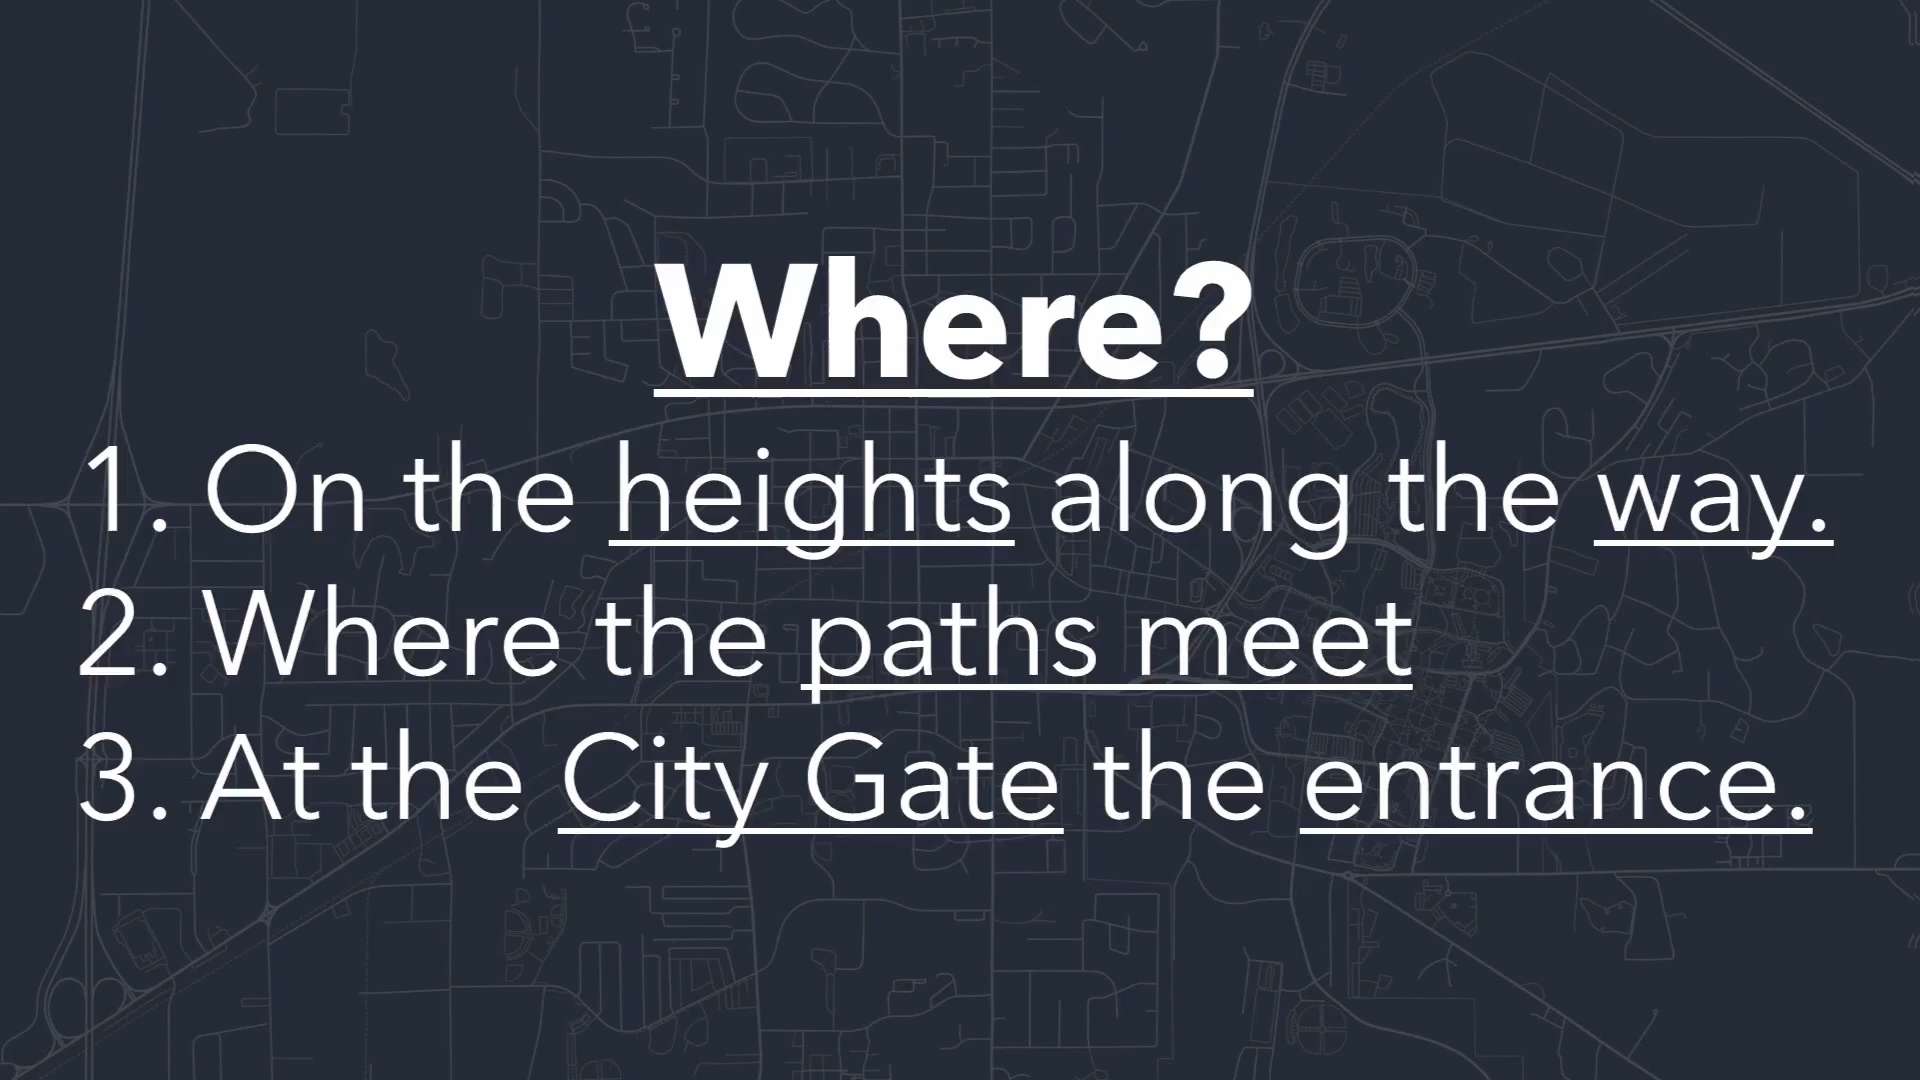 Where?
1. On the heights along the way.
2. Where the paths meet
3. At the City Gate the entrance.